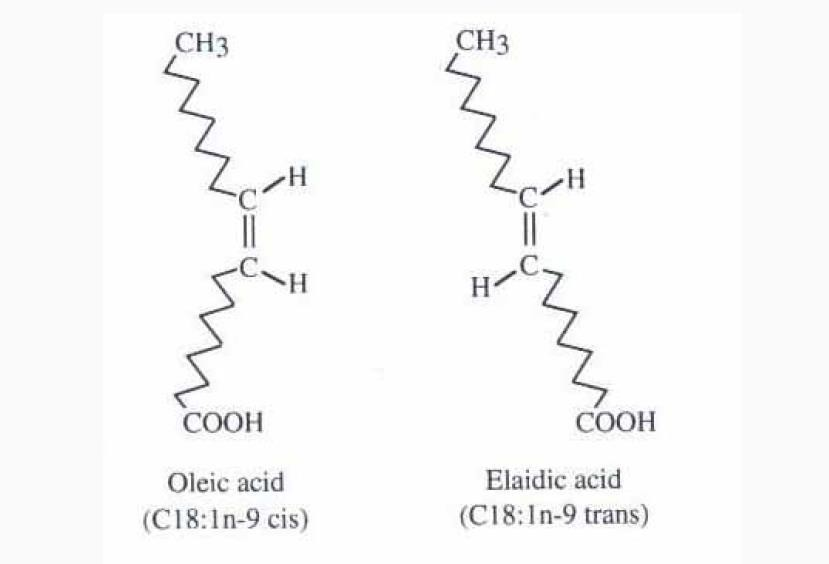 CH3 CH3
H H
C C
C C
H H
COOH COOH
Oleic acid Elaidic acid
(C18:1n-9 cis) (C18:1n-9 trans)